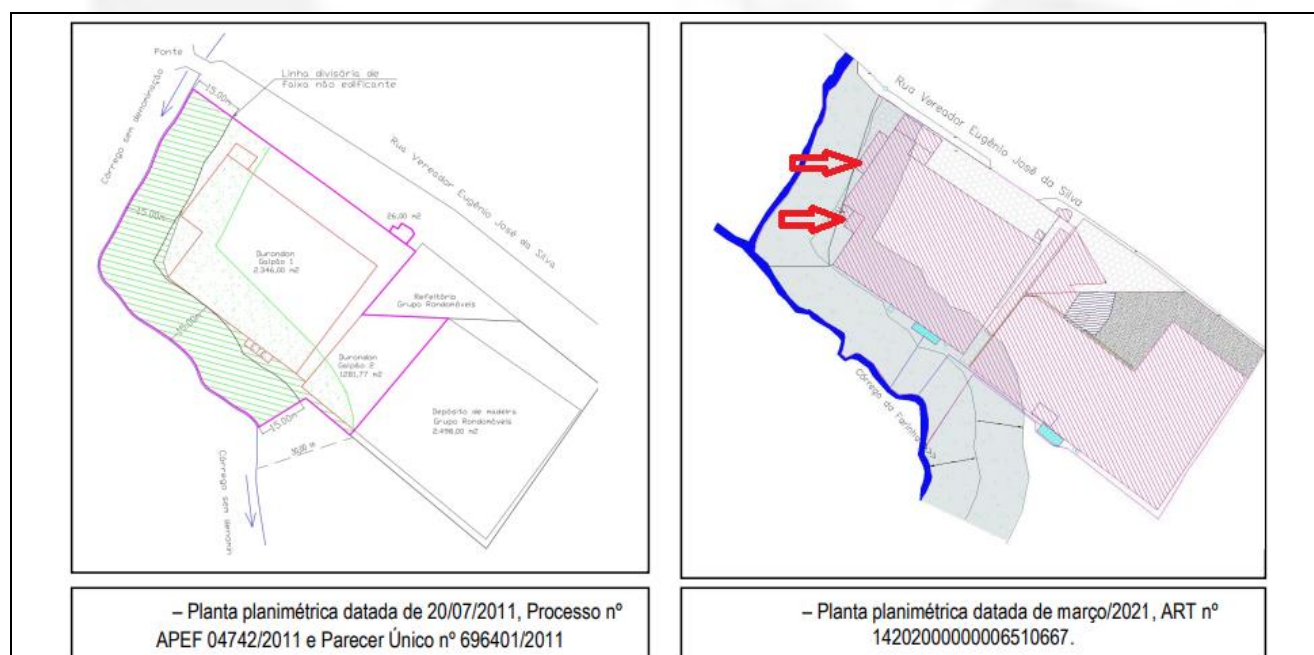 Ponte
Linha divisória de
faixa não edificante
15.00m
Córrego sem denominação
Rua Vereador Eugênio José da Silva
15.00m
26,00 m2
Durondon
Galpão 1
2.346,00 m2
Refeitório
Grupo Rondomóveis
15.00m
E T E
Durondon
Galpão 2
1281,77 m2
Depósito de madeira
Grupo Rondomóveis
2.498,00 m2
15.00m
30,00 m
Córrego sem denomin
– Planta planimétrica datada de 20/07/2011, Processo nº
APEF 04742/2011 e Parecer Único nº 696401/2011
Rua Vereador Eugênio José da Silva
Córrego da Farinha
– Planta planimétrica datada de março/2021, ART nº
14202000000006510667.